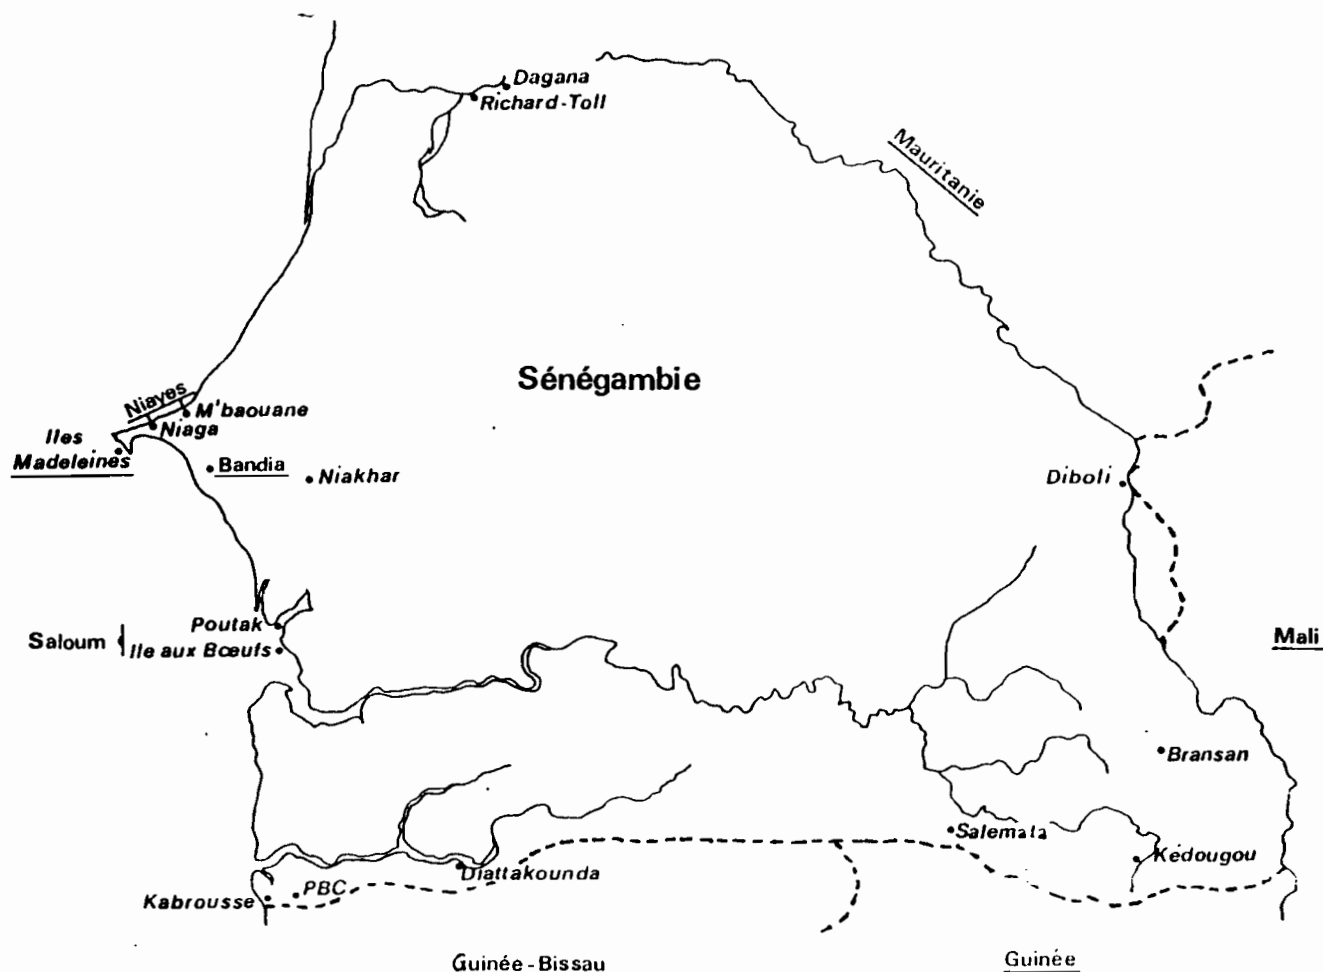 Dagana
Richard-Toll
Mauritanie
Sénégambie
Niayes
M'baouane
Niaga
Iles
Madeleines
Bandia
Niakhar
Diboli
Poutak
Saloum
Ile aux Bœufs
Mali
Bransan
Salemata
Kédougou
Diattakounda
PBC
Kabrousse
Guinée-Bissau
Guinée